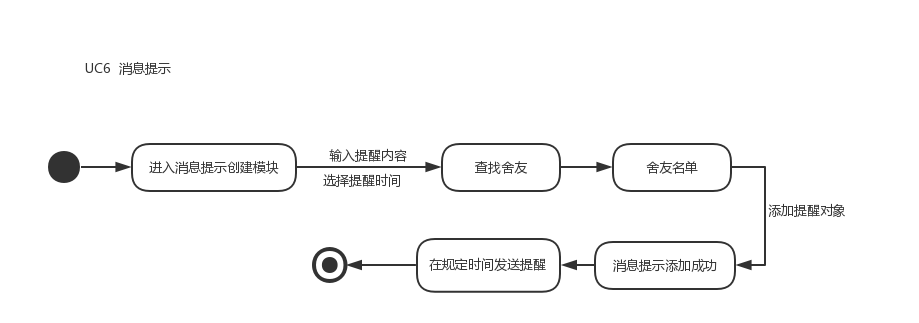 UC6 消息提示
进入消息提示创建模块
输入提醒内容
选择提醒时间
查找舍友
舍友名单
添加提醒对象
消息提示添加成功
在规定时间发送提醒